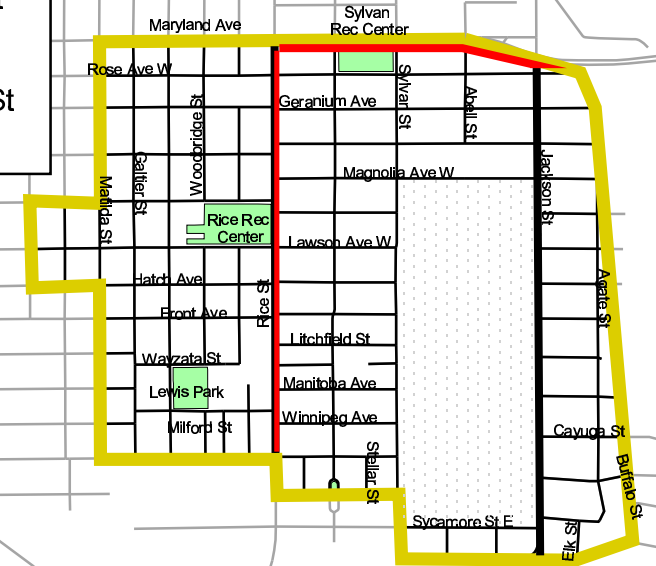 St
Maryland Ave
Sylvan
Rec Center
Rose Ave W
Geranium Ave
Sylvan St
Abell St
Woodbridge St
Galtier St
Matilda St
Magnolia Ave W
Jackson St
Rice Rec
Center
Lawson Ave W
Hatch Ave
Rice St
Agate St
Front Ave
Litchfield St
Wayzata St
Lewis Park
Manitoba Ave
Winnipeg Ave
Milford St
Cayuga St
Stellar St
Buffalo St
Sycamore St E
Elk St